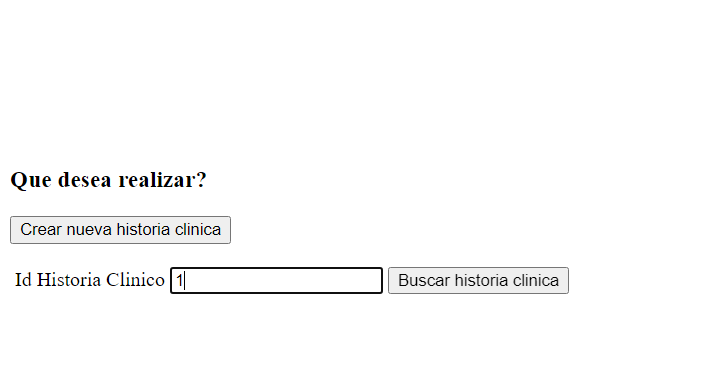 Que desea realizar?
Crear nueva historia clinica
Id Historia Clinico 1 Buscar historia clinica